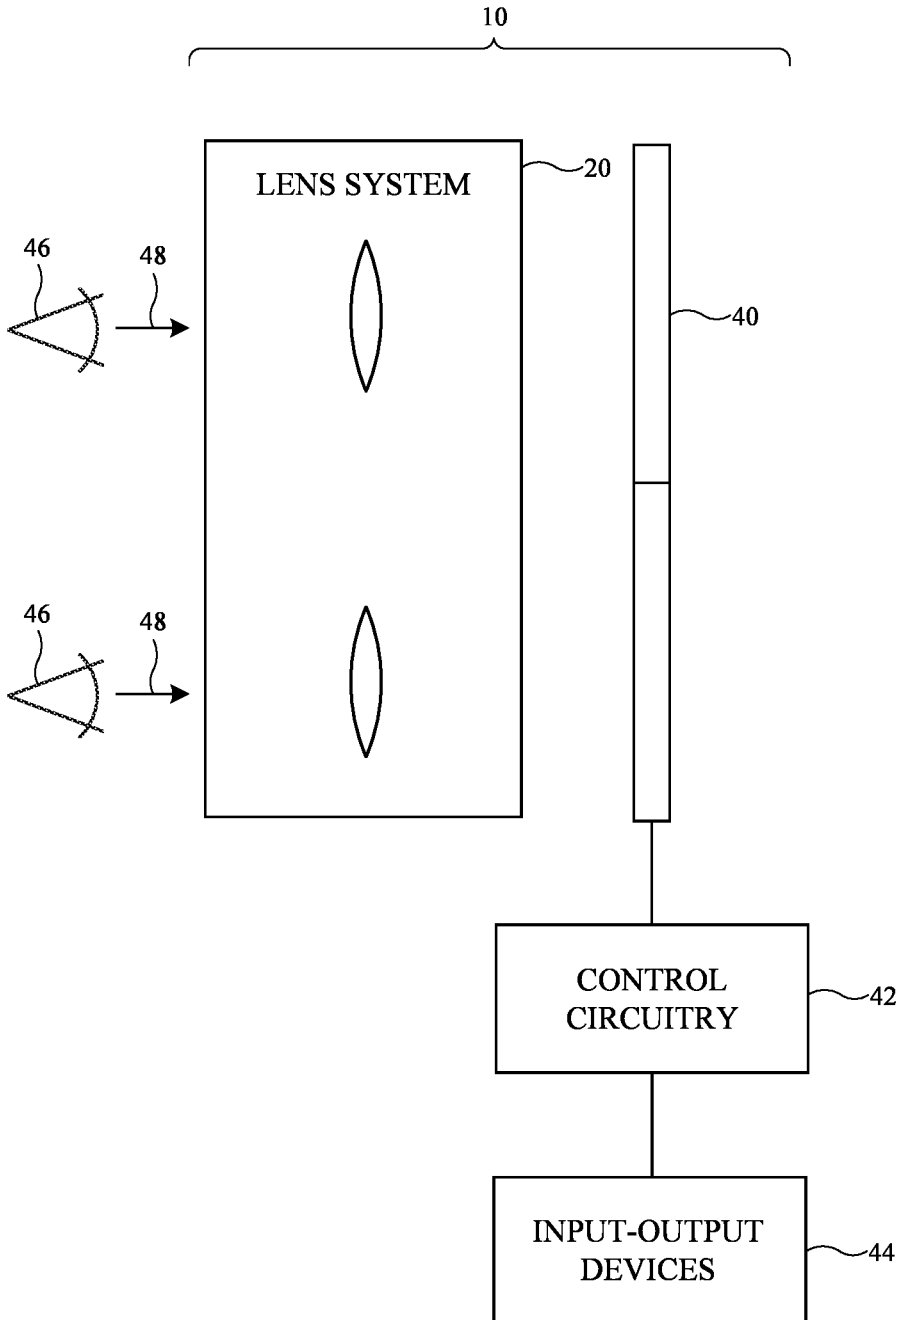 10
LENS SYSTEM
20
46
48
40
46
48
CONTROL
CIRCUITRY
42
INPUT-OUTPUT
DEVICES
44